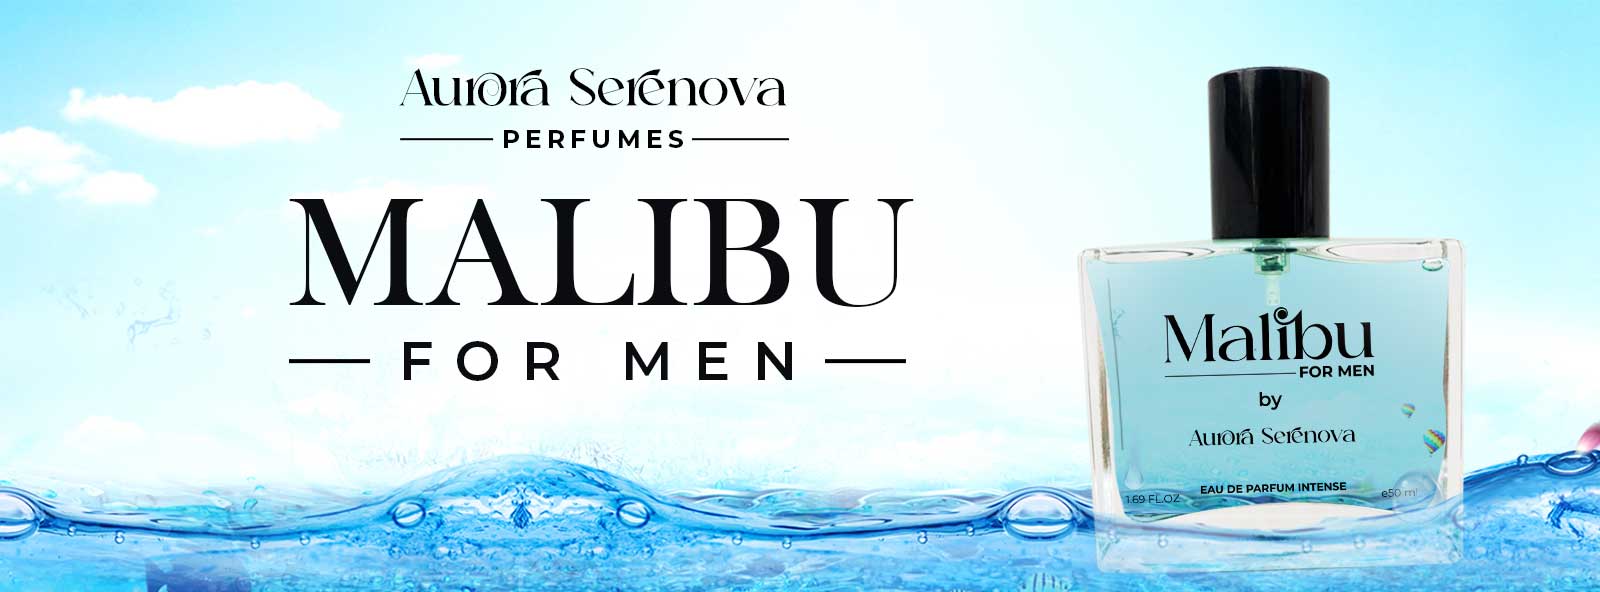 Aurora Serenova
PERFUMES
MALIBU
FOR MEN
Malibu
FOR MEN
by
Aurora Serenova
EAU DE PARFUM INTENSE
1.69 FL.OZ
e50 ml